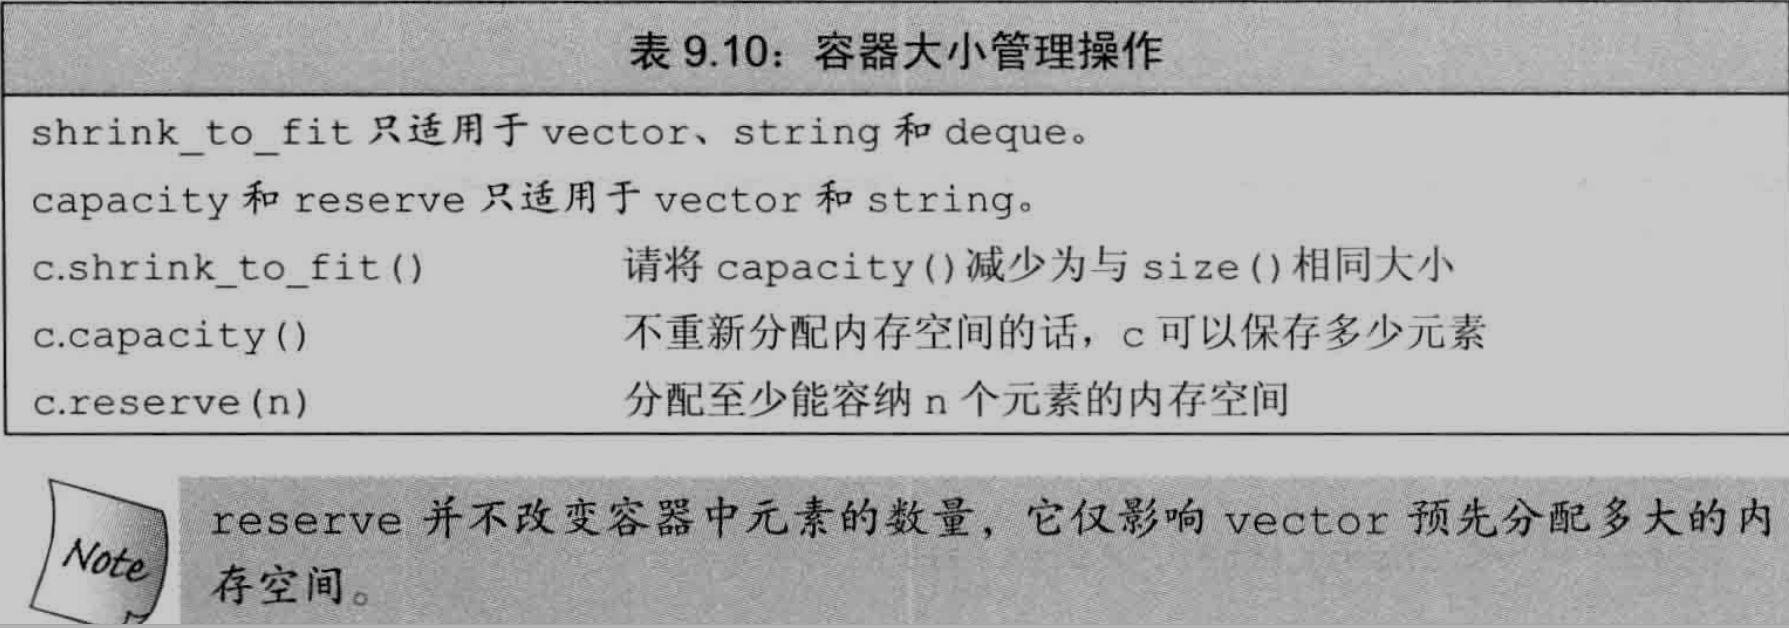 表 9.10：容器大小管理操作
shrink_to_fit 只适用于 vector、string 和 deque。
capacity 和 reserve 只适用于 vector 和 string。
c.shrink_to_fit() 请将 capacity()减少为与 size()相同大小
c.capacity() 不重新分配内存空间的话，c 可以保存多少元素
c.reserve(n) 分配至少能容纳 n 个元素的内存空间
Note
reserve 并不改变容器中元素的数量，它仅影响 vector 预先分配多大的内
存空间。